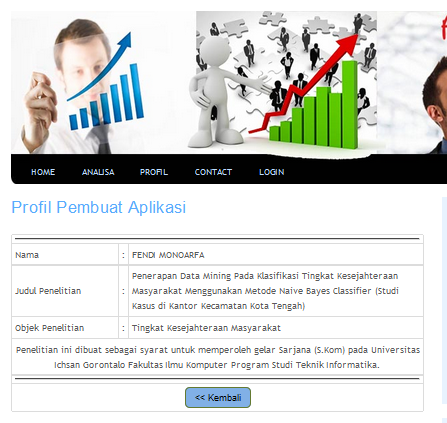 HOME ANALISA PROFIL CONTACT LOGIN
Profil Pembuat Aplikasi
Nama : FENDI MONOARFA
Judul Penelitian : Penerapan Data Mining Pada Klasifikasi Tingkat Kesejahteraan
Masyarakat Menggunakan Metode Naive Bayes Classifier (Studi
Kasus di Kantor Kecamatan Kota Tengah)
Objek Penelitian : Tingkat Kesejahteraan Masyarakat
Penelitian ini dibuat sebagai syarat untuk memperoleh gelar Sarjana (S.Kom) pada Universitas
Ichsan Gorontalo Fakultas Ilmu Komputer Program Studi Teknik Informatika.
<< Kembali